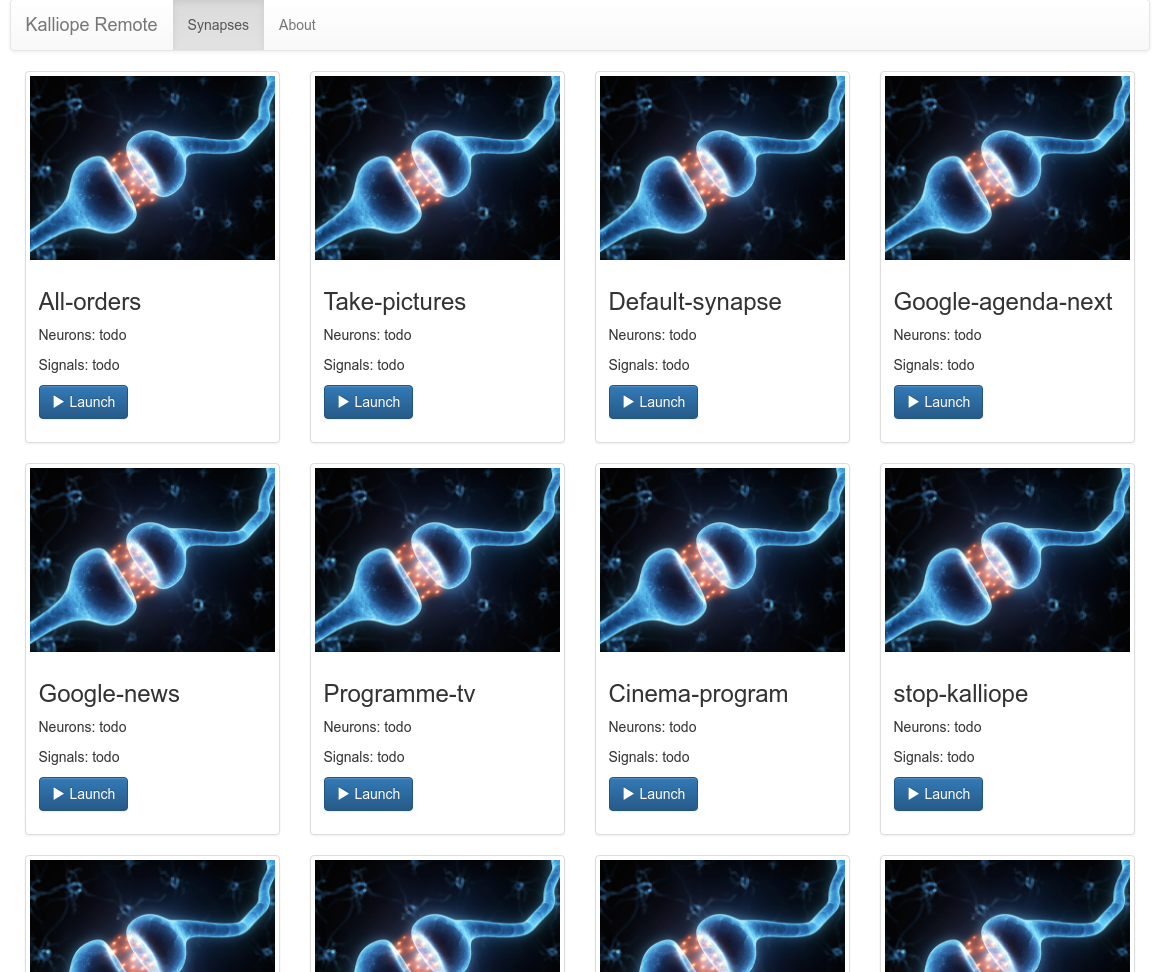 Kalliope Remote Synapses About
All-orders
Neurons: todo
Signals: todo
Launch
Take-pictures
Neurons: todo
Signals: todo
Launch
Default-synapse
Neurons: todo
Signals: todo
Launch
Google-agenda-next
Neurons: todo
Signals: todo
Launch
Google-news
Neurons: todo
Signals: todo
Launch
Programme-tv
Neurons: todo
Signals: todo
Launch
Cinema-program
Neurons: todo
Signals: todo
Launch
stop-kalliope
Neurons: todo
Signals: todo
Launch